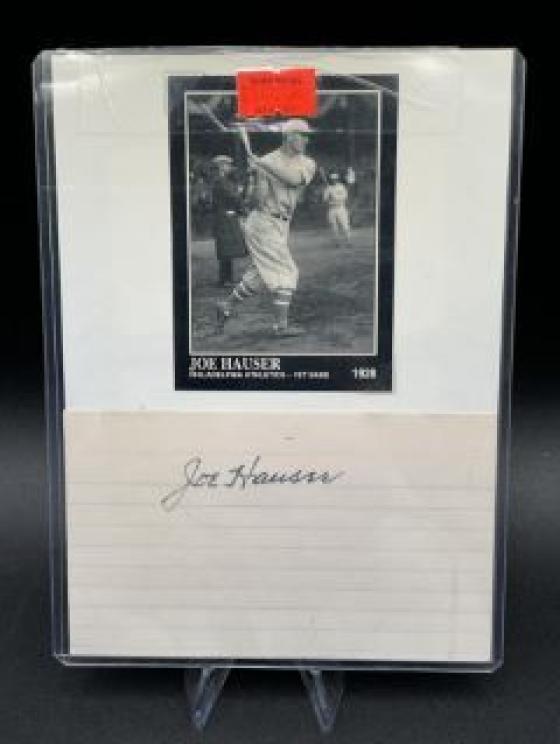 JOE HAUSER
PHILADELPHIA ATHLETICS – 1ST BASE 1928
Joe Hauser